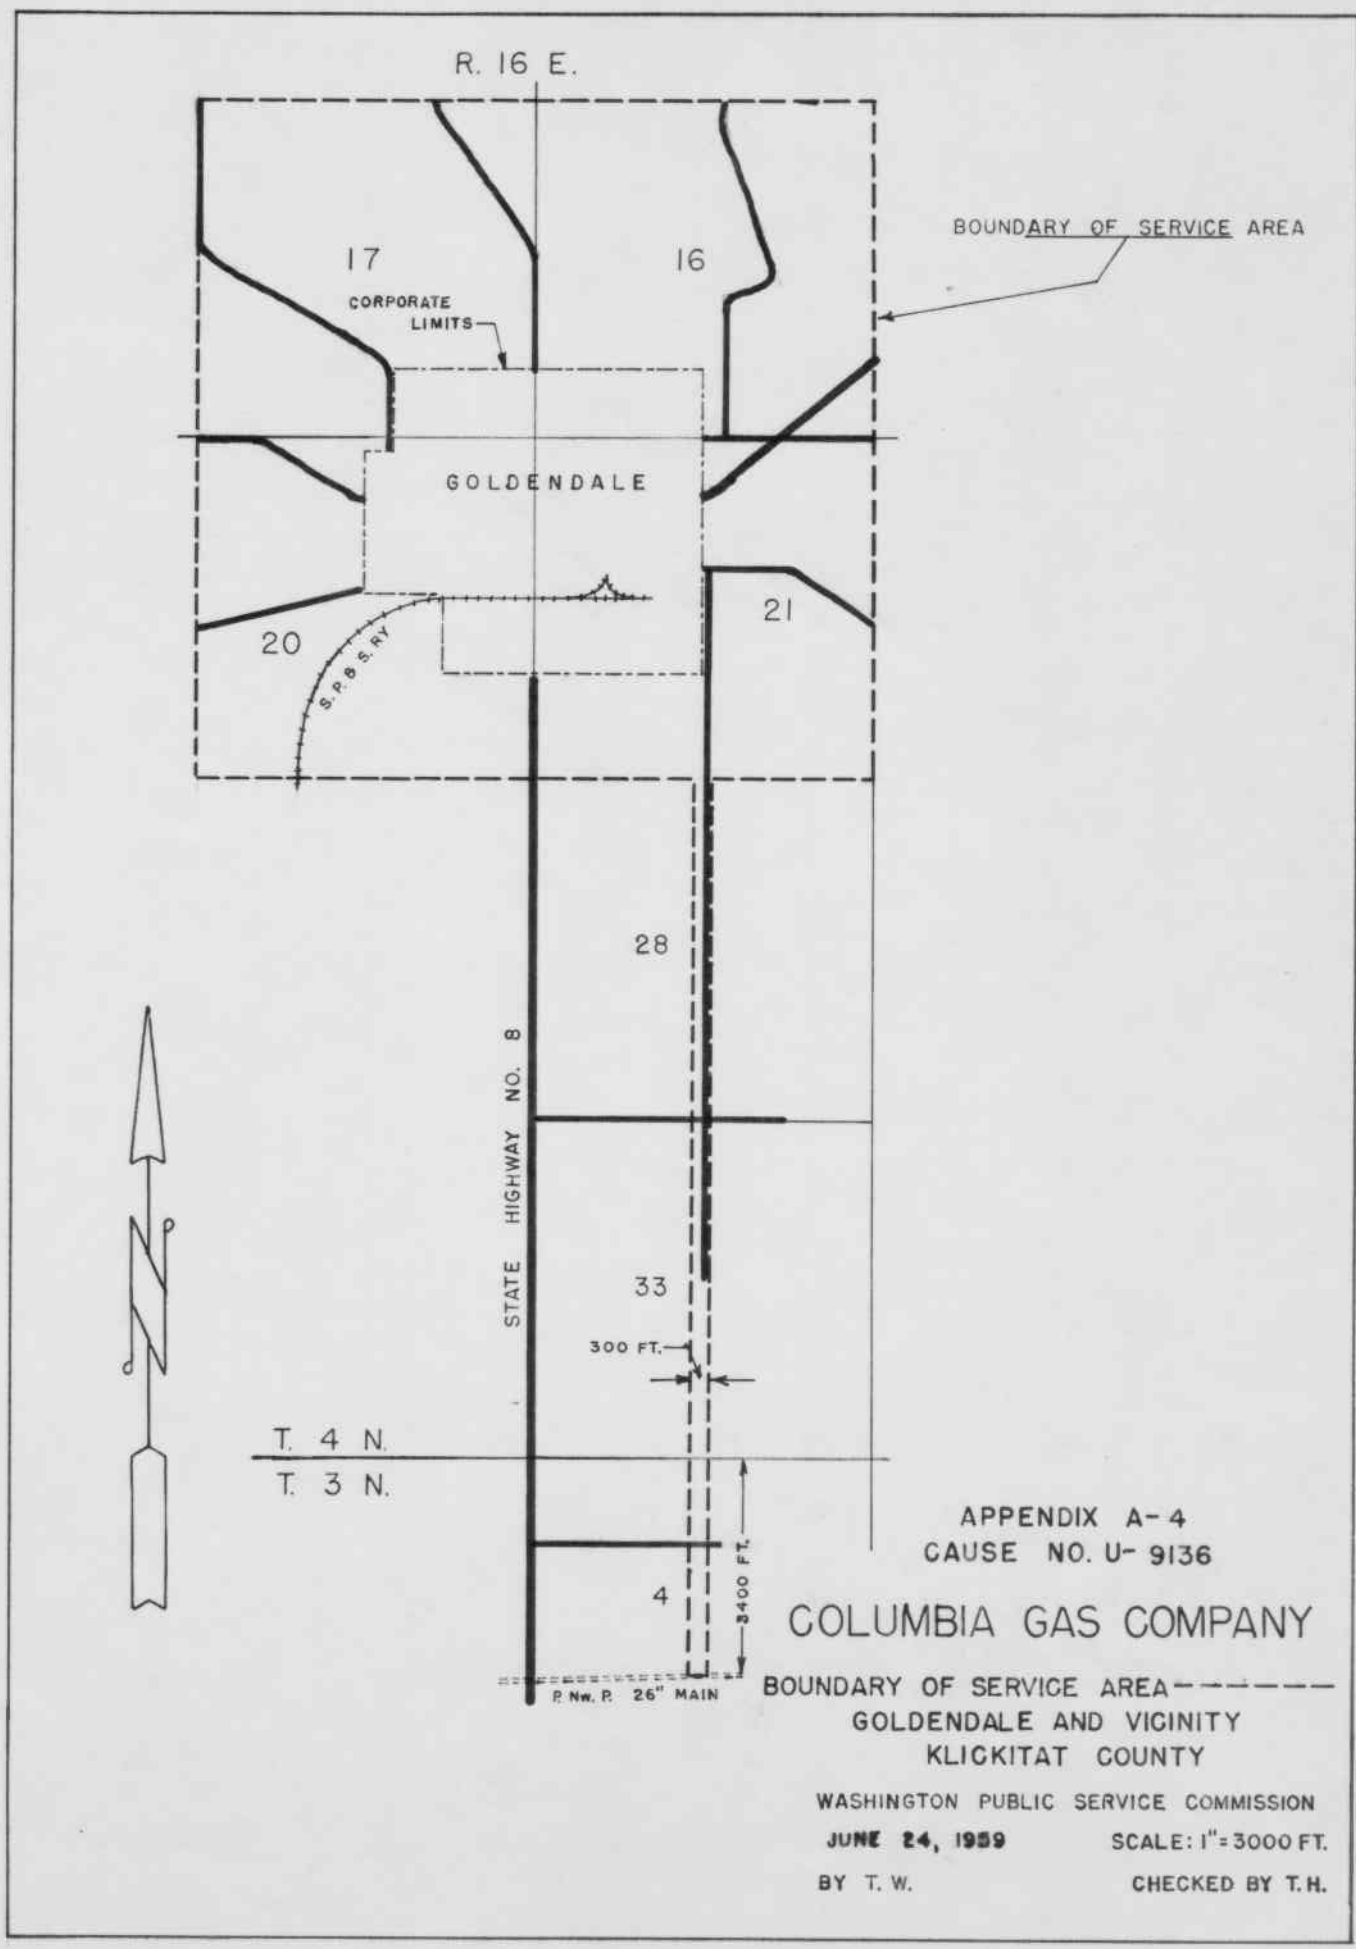 R. 16 E.
BOUNDARY OF SERVICE AREA
17
16
CORPORATE
LIMITS
GOLDENDALE
21
20
S. P. & S. RY
28
STATE HIGHWAY NO. 8
33
300 FT.
T. 4 N.
T. 3 N.
3400 FT.
4
P. Nw. P. 26" MAIN
APPENDIX A-4
CAUSE NO. U-9136
COLUMBIA GAS COMPANY
BOUNDARY OF SERVICE AREA
GOLDENDALE AND VICINITY
KLICKITAT COUNTY
WASHINGTON PUBLIC SERVICE COMMISSION
JUNE 24, 1959 SCALE: 1"=3000 FT.
BY T. W. CHECKED BY T. H.